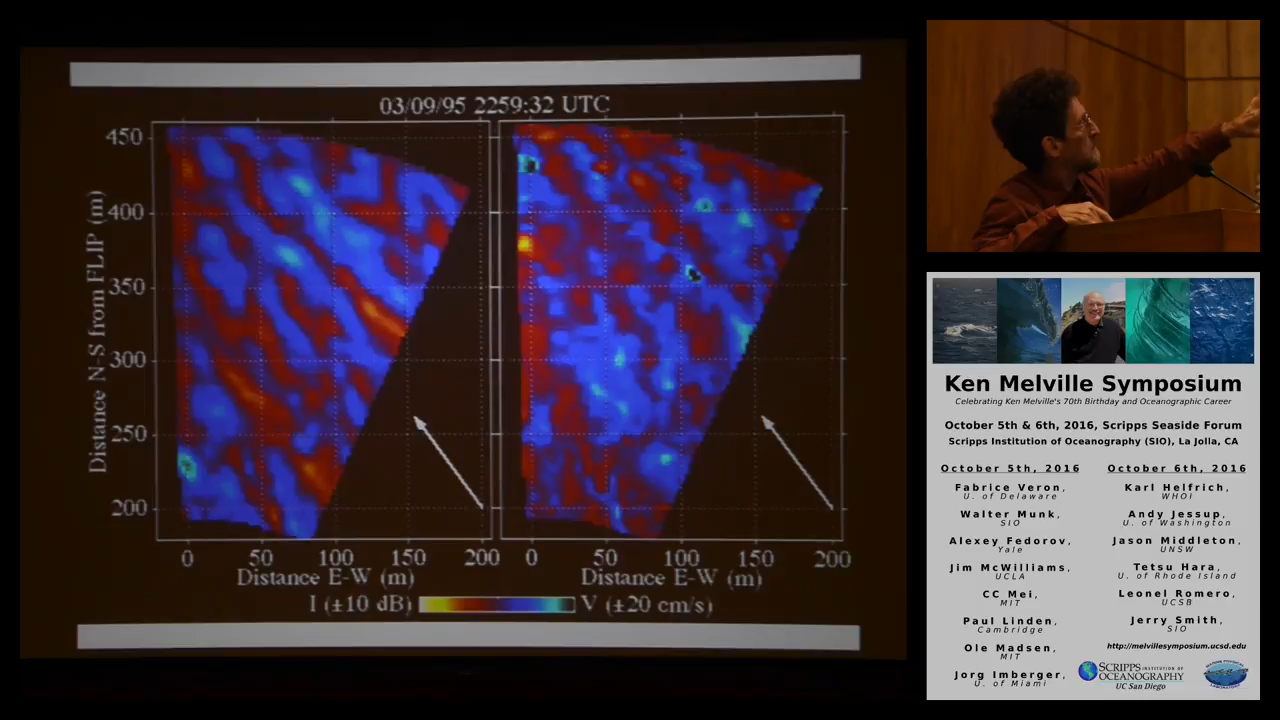 03/09/95 2259:32 UTC
450
400
350
300
250
200
Distance N-S from FLIP (m)
0 50 100 150 200
0 50 100 150 200
Distance E-W (m)
Distance E-W (m)
I (±10 dB)
V (±20 cm/s)
Ken Melville Symposium
Celebrating Ken Melville's 70th Birthday and Oceanographic Career
October 5th & 6th, 2016, Scripps Seaside Forum
Scripps Institution of Oceanography (SIO), La Jolla, CA
October 5th, 2016
Fabrice Veron,
U. of Delaware
Walter Munk,
SIO
Alexey Fedorov,
Yale
Jim McWilliams,
UCLA
CC Mei,
MIT
Paul Linden,
Cambridge
Ole Madsen,
MIT
Jorg Imberger,
U. of Miami
October 6th, 2016
Karl Helfrich,
WHOI
Andy Jessup,
U. of Washington
Jason Middleton,
UNSW
Tetsu Hara,
U. of Rhode Island
Leonel Romero,
UCSB
Jerry Smith,
SIO
http://melvillesymposium.ucsd.edu
SCRIPPS INSTITUTION OF
OCEANOGRAPHY
UC San Diego